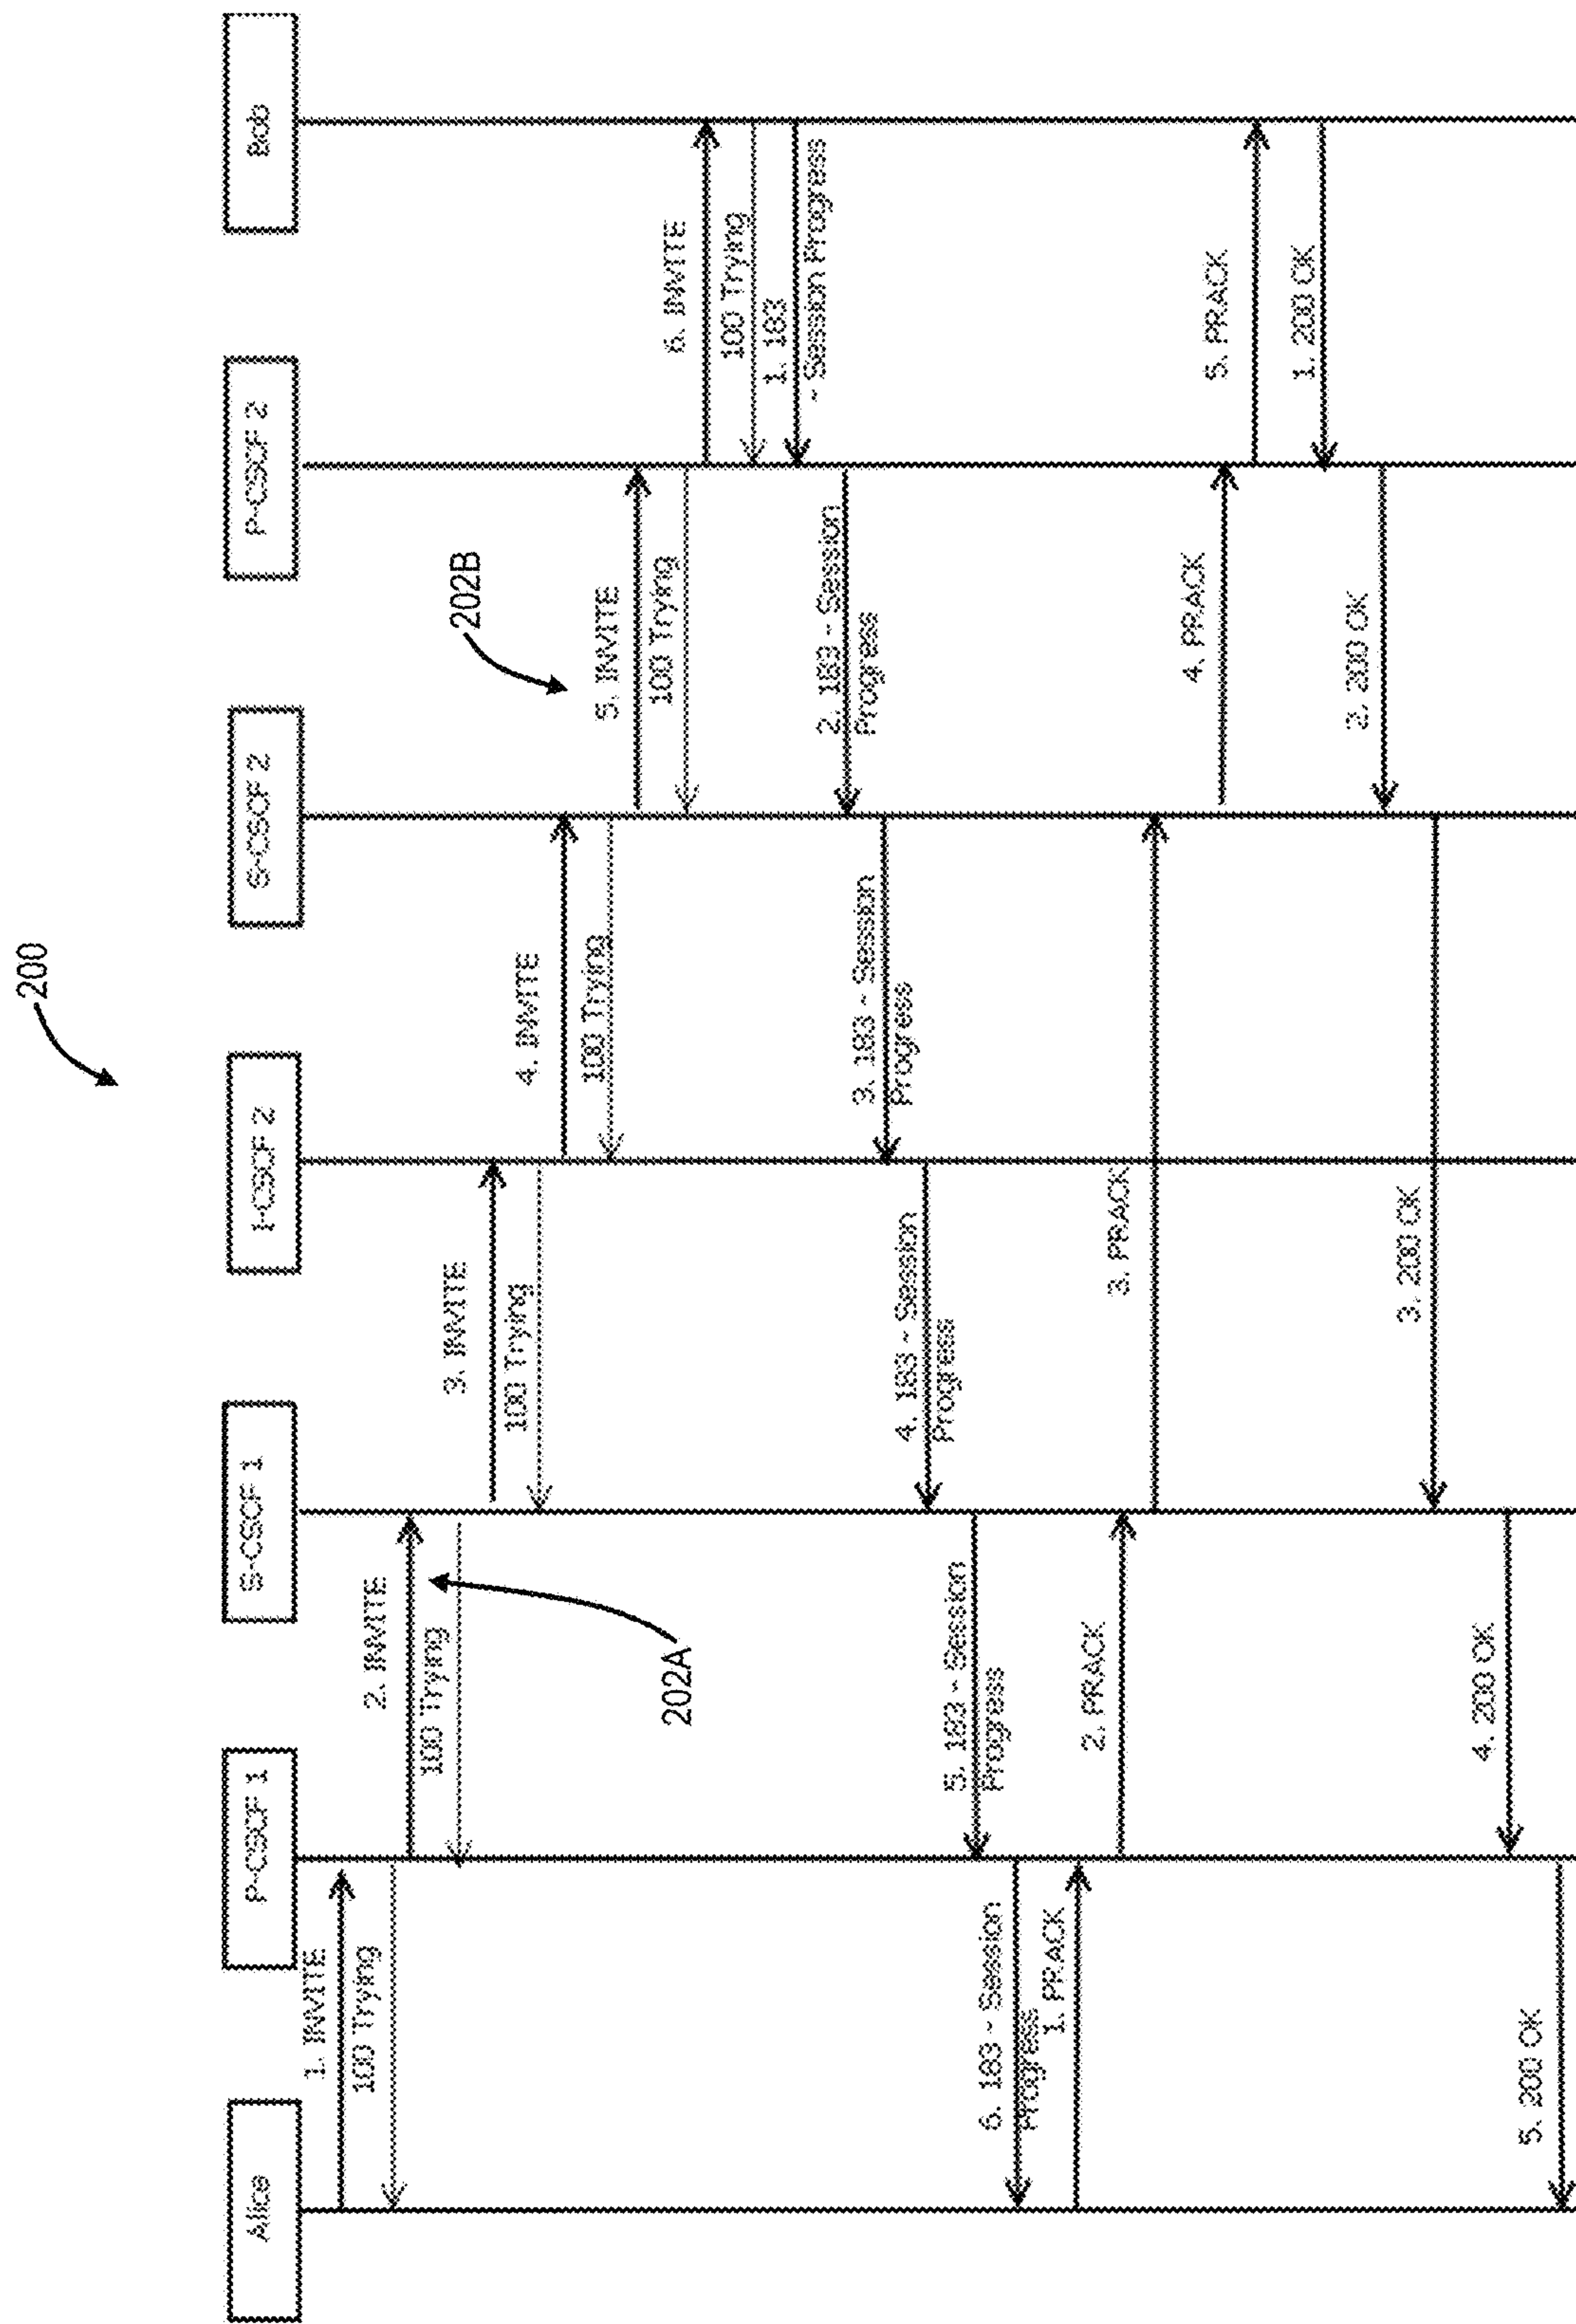 200
Alice
P-CSCF 1
S-CSCF 1
I-CSCF 2
S-CSCF 2
P-CSCF 2
Bob
1. INVITE
100 Trying
2. INVITE
100 Trying
202A
3. INVITE
100 Trying
4. INVITE
100 Trying
202B
5. INVITE
100 Trying
6. INVITE
100 Trying
1. 183
- Session Progress
2. 183 - Session
Progress
3. 183 - Session
Progress
4. 183 - Session
Progress
5. 183 - Session
Progress
6. 183 - Session
Progress
1. PRACK
2. PRACK
3. PRACK
4. PRACK
5. PRACK
1. 200 OK
2. 200 OK
3. 200 OK
4. 200 OK
5. 200 OK